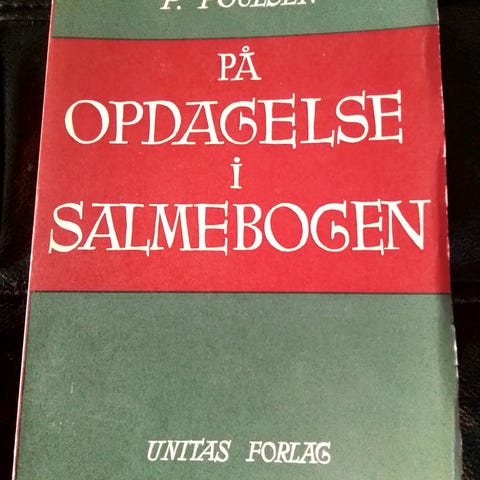 P. POULSEN
PÅ
OPDAGELSE
i
SALMEBOGEN
UNITAS FORLAG